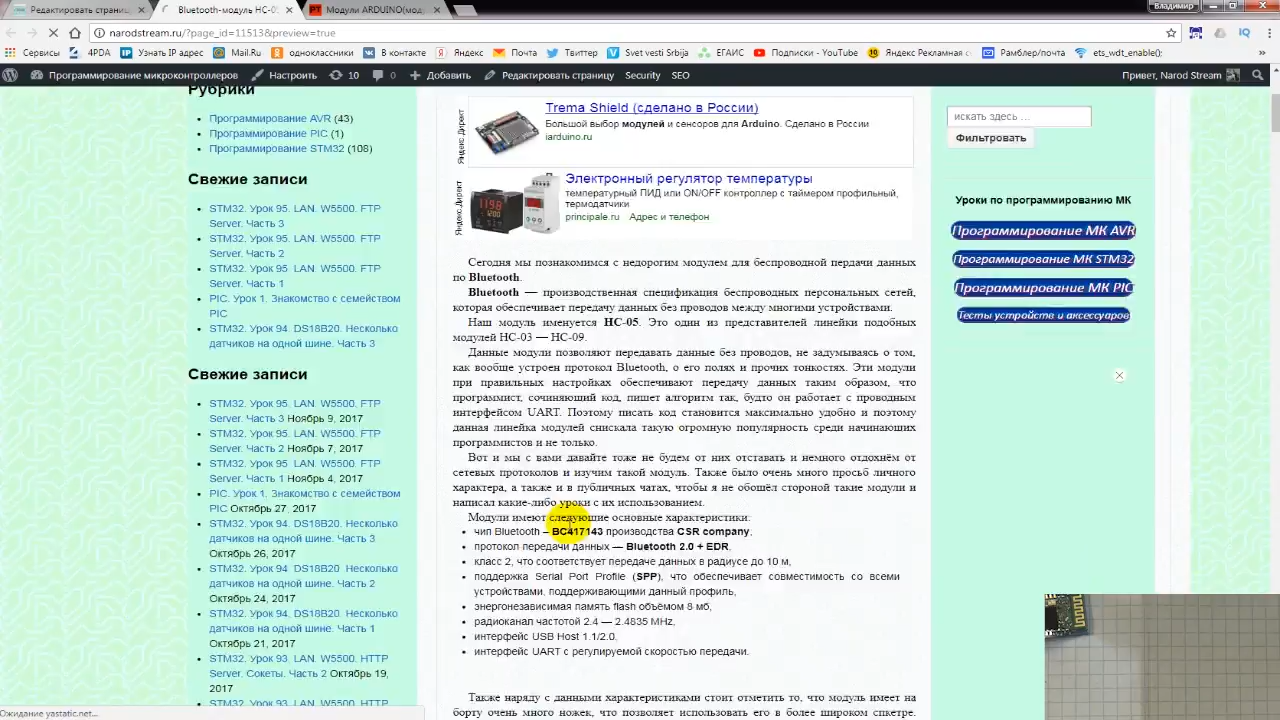 Редактировать страниц
Bluetooth-модуль HC-05
Модули ARDUINO(мод
Владимир
narodstream.ru/?page_id=11513&preview=true
Сервисы
4PDA
Узнать IP адрес
Mail.Ru
одноклассники
В контакте
Яндекс
Почта
Твиттер
Svet vesti Srbija
ЕГАИС
Подписки - YouTube
Яндекс Рекламная с
Рамблер/почта
ets_wdt_enable();
Программирование микроконтроллеров
Настроить
10
0
Добавить
Редактировать страницу
Security
SEO
Привет, Narod Stream
Рубрики
Программирование AVR (43)
Программирование PIC (1)
Программирование STM32 (108)
Свежие записи
STM32. Урок 95. LAN. W5500. FTP
Server. Часть 3
STM32. Урок 95. LAN. W5500. FTP
Server. Часть 2
STM32. Урок 95. LAN. W5500. FTP
Server. Часть 1
PIC. Урок 1. Знакомство с семейством
PIC
STM32. Урок 94. DS18B20. Несколько
датчиков на одной шине. Часть 3
Свежие записи
STM32. Урок 95. LAN. W5500. FTP
Server. Часть 3 Ноябрь 9, 2017
STM32. Урок 95. LAN. W5500. FTP
Server. Часть 2 Ноябрь 7, 2017
STM32. Урок 95. LAN. W5500. FTP
Server. Часть 1 Ноябрь 4, 2017
PIC. Урок 1. Знакомство с семейством
PIC Октябрь 27, 2017
STM32. Урок 94. DS18B20. Несколько
датчиков на одной шине. Часть 3
Октябрь 26, 2017
STM32. Урок 94. DS18B20. Несколько
датчиков на одной шине. Часть 2
Октябрь 24, 2017
STM32. Урок 94. DS18B20. Несколько
датчиков на одной шине. Часть 1
Октябрь 21, 2017
STM32. Урок 93. LAN. W5500. HTTP
Server. Сокеты. Часть 2 Октябрь 19,
2017
STM32. Урок 93. LAN. W5500. HTTP
Ожидание yastatic.net...
Яндекс.Директ
Trema Shield (сделано в России)
Большой выбор модулей и сенсоров для Arduino. Сделано в России
iarduino.ru
Яндекс.Директ
Электронный регулятор температуры
температурный ПИД или ON/OFF контроллер с таймером профильный,
термодатчики
principale.ru Адрес и телефон
Сегодня мы познакомимся с недорогим модулем для беспроводной пердачи данных
по Bluetooth.
Bluetooth — производственная спецификация беспроводных персональных сетей,
которая обеспечивает передачу данных без проводов между многими устройствами.
Наш модуль именуется HC-05. Это один из представителей линейки подобных
модулей HC-03 — HC-09.
Данные модули позволяют передавать данные без проводов, не задумываясь о том,
как вообще устроен протокол Bluetooth, о его полях и прочих тонкостях. Эти модули
при правильных настройках обеспечивают передачу данных таким образом, что
программист, сочиняющий код, пишет алгоритм так, будто он работает с проводным
интерфейсом UART. Поэтому писать код становится максимально удобно и поэтому
данная линейка модулей снискала такую огромную популярность среди начинающих
программистов и не только.
Вот и мы с вами давайте тоже не будем от них отставать и немного отдохнём от
сетевых протоколов и изучим такой модуль. Также было очень много просьб личного
характера, а также и в публичных чатах, чтобы я не обошёл стороной такие модули и
написал какие-либо уроки с их использованием.
Модули имеют следующие основные характеристики:
чип Bluetooth – BC417143 производства CSR company,
протокол передачи данных — Bluetooth 2.0 + EDR,
класс 2, что соответствует передаче данных в радиусе до 10 м,
поддержка Serial Port Profile (SPP), что обеспечивает совместимость со всеми
устройствами, поддерживающими данный профиль,
энергонезависимая память flash объёмом 8 мб,
радиоканал частотой 2.4 — 2.4835 MHz,
интерфейс USB Host 1.1/2.0,
интерфейс UART с регулируемой скоростью передачи.
Также наряду с данными характеристиками стоит отметить то, что модуль имеет на
борту очень много ножек, что позволяет использовать его в более широком спкетре.
искать здесь ...
Фильтровать
Уроки по программированию МК
Программирование МК AVR
Программирование МК STM32
Программирование МК PIC
Тесты устройств и аксессуаров